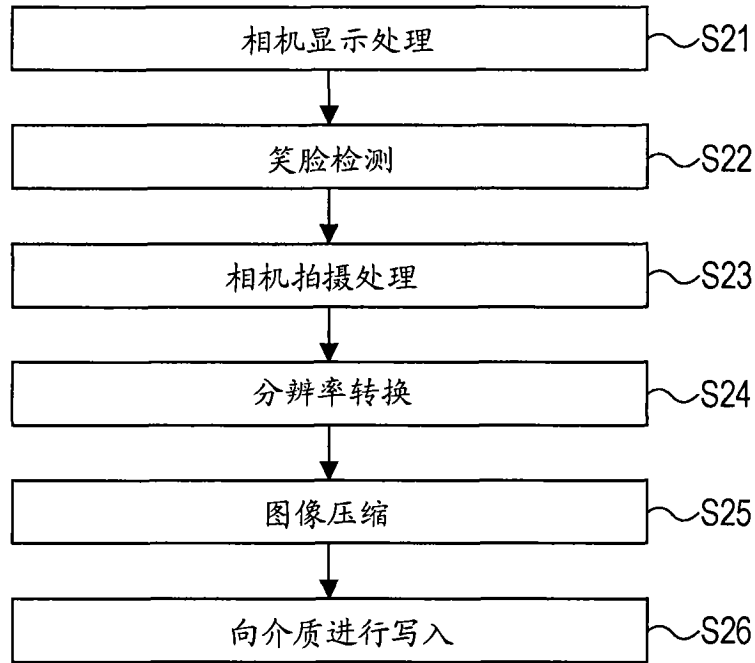 相机显示处理 S21
笑脸检测 S22
相机拍摄处理 S23
分辨率转换 S24
图像压缩 S25
向介质进行写入 S26